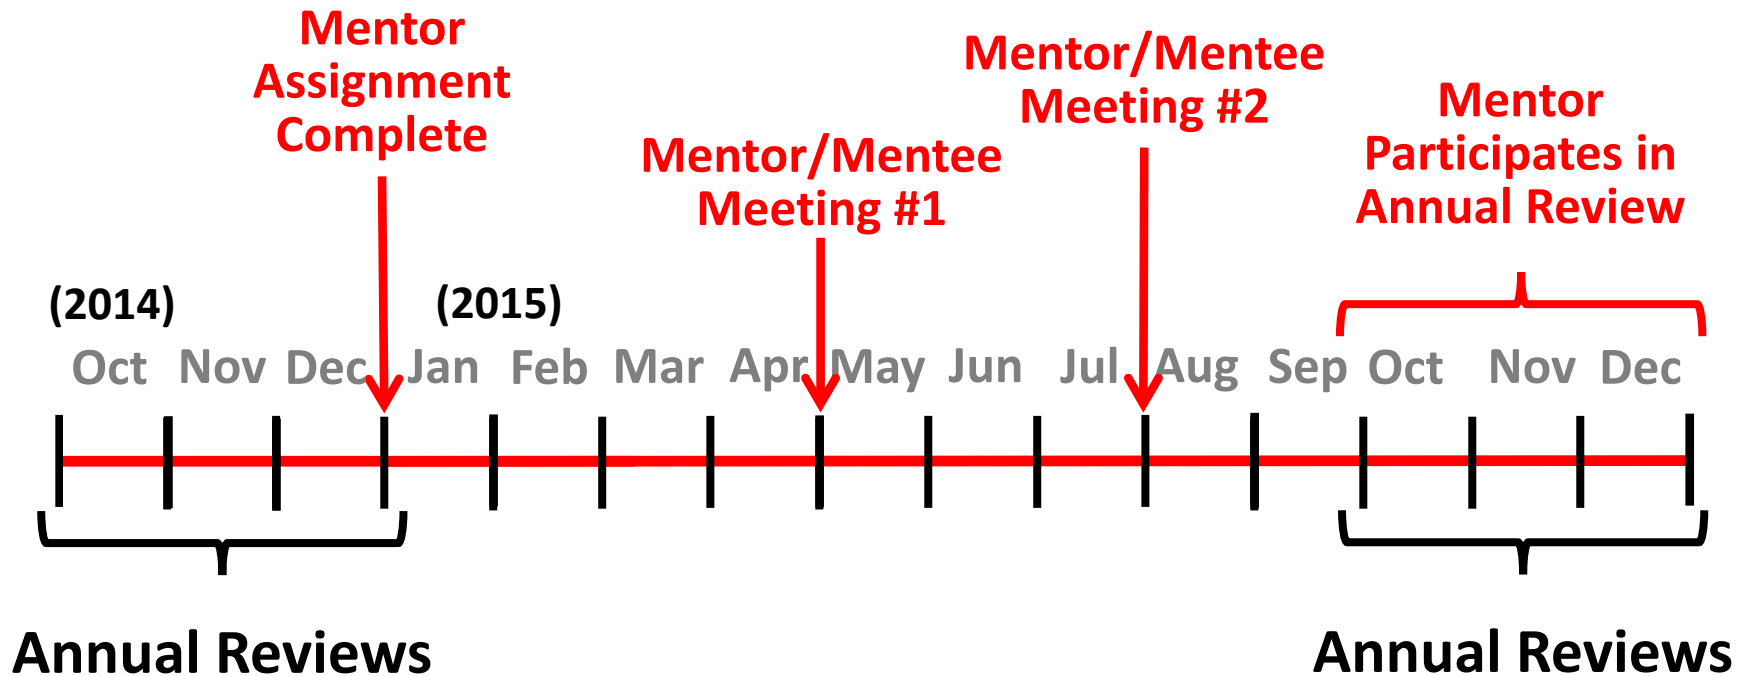 Mentor
Assignment
Complete
Mentor/Mentee
Meeting #1
Mentor/Mentee
Meeting #2
Mentor
Participates in
Annual Review
(2014)
(2015)
Oct Nov Dec Jan Feb Mar Apr May Jun Jul Aug Sep Oct Nov Dec
Annual Reviews
Annual Reviews